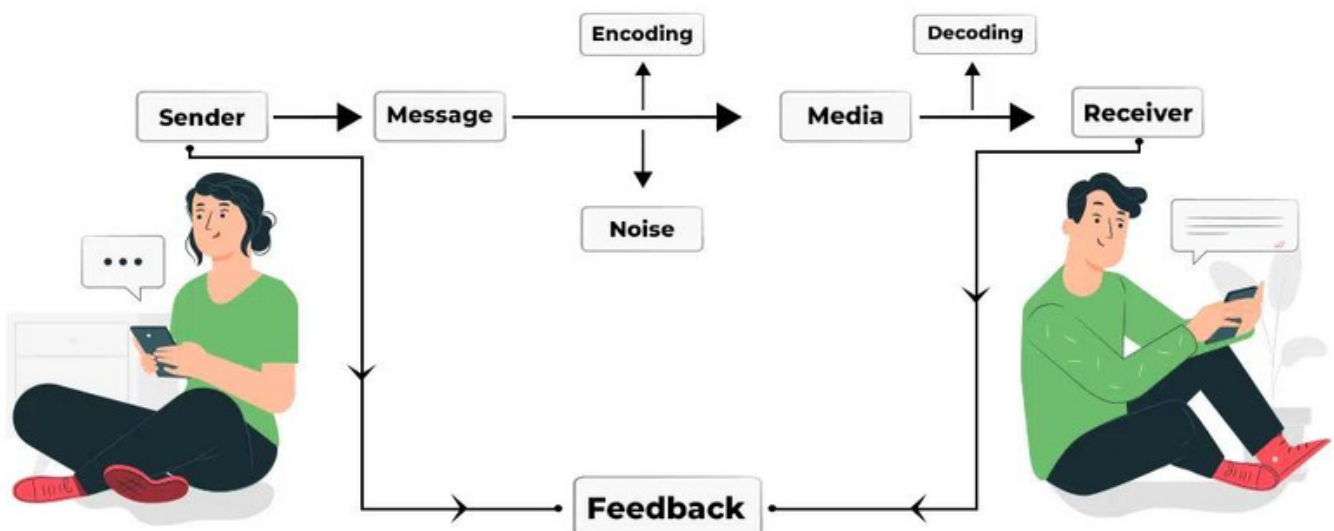 Encoding
Decoding
Sender
Message
Media
Receiver
Noise
Feedback